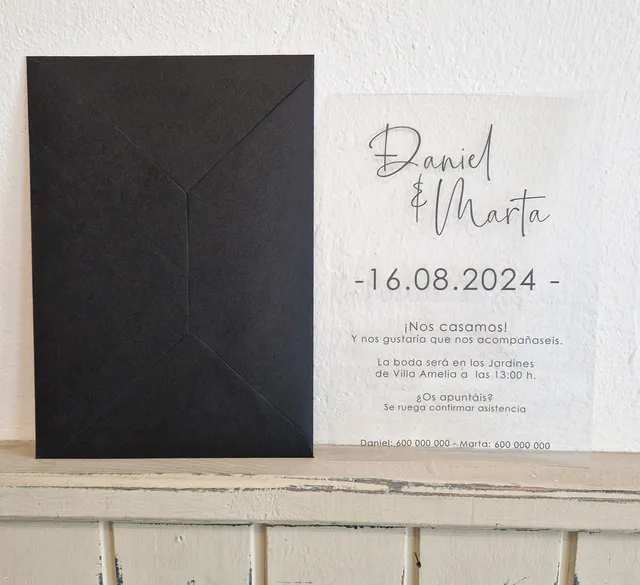 Daniel
& Marta
-16.08.2024 -
¡Nos casamos!
Y nos gustaría que nos acompañaseis.
La boda será en los Jardines
de Villa Amelia a las 13:00 h.
¿Os apuntáis?
Se ruega confirmar asistencia
Daniel: 600 000 000 - Marta: 600 000 000